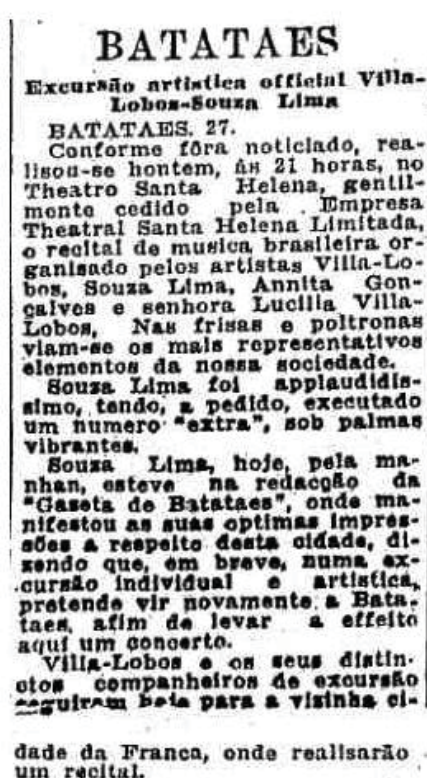 BATATAES
Excursão artistica official Villa-
Lobos-Souza Lima
BATATAES, 27.
Conforme fôra noticiado, rea-
lisou-se hontem, ás 21 horas, no
Theatro Santa Helena, gentil-
mente cedido pela Empresa
Theatral Santa Helena Limitada,
o recital de musica brasileira or-
ganisado pelos artistas Villa-Lo-
bos, Souza Lima, Annita Gon-
çalves e senhora Lucilia Villa-
Lobos, Nas frisas e poltronas
viam-se os mais representativos
elementos da nossa sociedade.
Souza Lima foi applaudidis-
simo, tendo, a pedido, executado
um numero "extra", sob palmas
vibrantes.
Souza Lima, hoje, pela ma-
nhan, esteve na redacção da
"Gazeta de Batataes", onde ma-
nifestou as suas optimas impres-
sões a respeito desta cidade, di-
zendo que, em breve, numa ex-
cursão individual e artistica,
pretende vir novamente a Bata-
taes, afim de levar a effeito
aqui um concerto.
Villa-Lobos e os seus distin-
ctos companheiros de excursão
seguiram hoje para a visinha ci-
dade da Franca, onde realisarão
um recital.